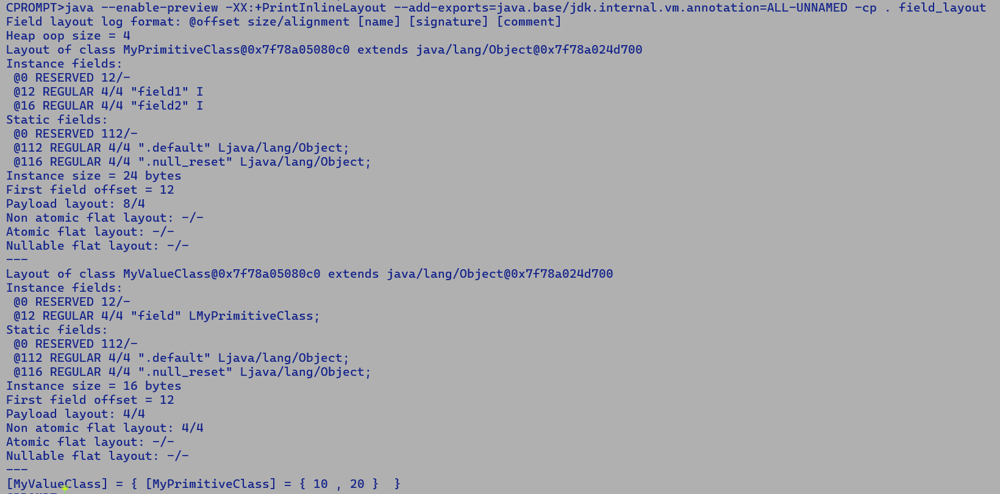 CPROMPT>java --enable-preview -XX:+PrintInlineLayout --add-exports=java.base/jdk.internal.vm.annotation=ALL-UNNAMED -cp . field_layout
Field layout log format: @offset size/alignment [name] [signature] [comment]
Heap oop size = 4
Layout of class MyPrimitiveClass@0x7f78a05080c0 extends java/lang/Object@0x7f78a024d700
Instance fields:
 @0 RESERVED 12/-
 @12 REGULAR 4/4 "field1" I
 @16 REGULAR 4/4 "field2" I
Static fields:
 @0 RESERVED 112/-
 @112 REGULAR 4/4 ".default" Ljava/lang/Object;
 @116 REGULAR 4/4 ".null_reset" Ljava/lang/Object;
Instance size = 24 bytes
First field offset = 12
Payload layout: 8/4
Non atomic flat layout: -/-
Atomic flat layout: -/-
Nullable flat layout: -/-
---
Layout of class MyValueClass@0x7f78a05080c0 extends java/lang/Object@0x7f78a024d700
Instance fields:
 @0 RESERVED 12/-
 @12 REGULAR 4/4 "field" LMyPrimitiveClass;
Static fields:
 @0 RESERVED 112/-
 @112 REGULAR 4/4 ".default" Ljava/lang/Object;
 @116 REGULAR 4/4 ".null_reset" Ljava/lang/Object;
Instance size = 16 bytes
First field offset = 12
Payload layout: 4/4
Non atomic flat layout: 4/4
Atomic flat layout: -/-
Nullable flat layout: -/-
---
[MyValueClass] = { [MyPrimitiveClass] = { 10 , 20 }  }